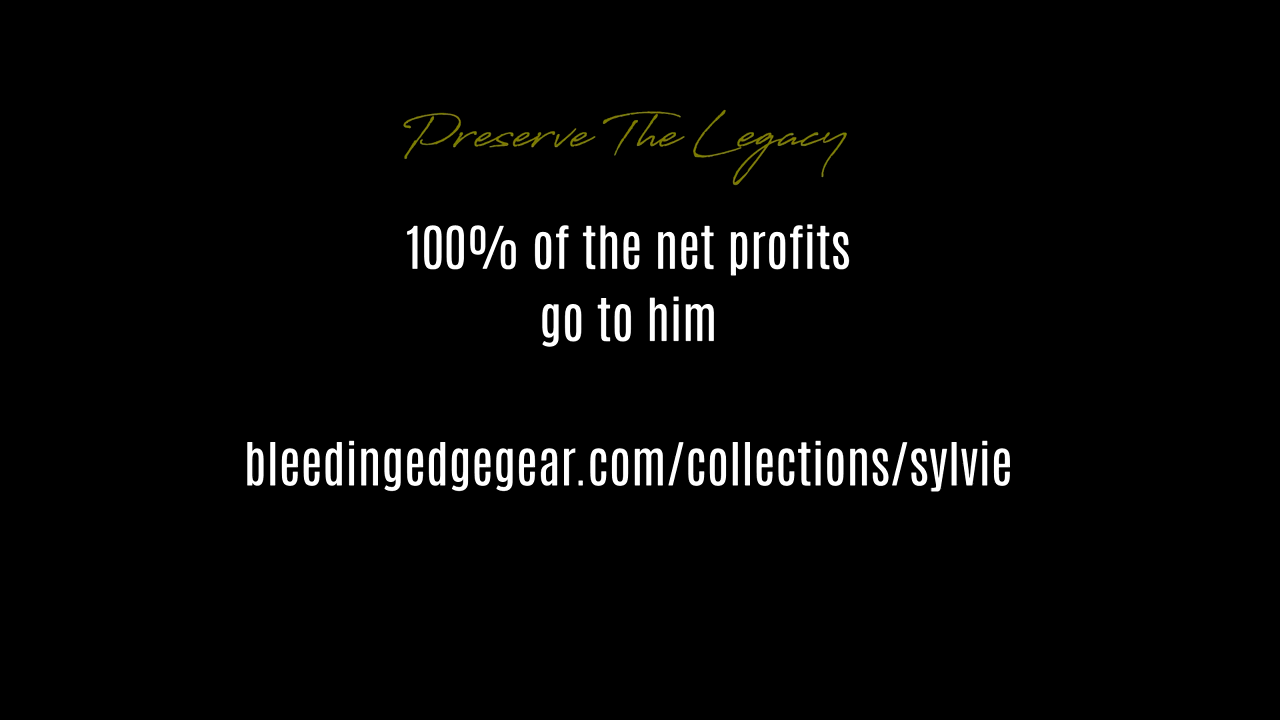 Preserve The Legacy
100% of the net profits
go to him
bleedingedgegear.com/collections/sylvie